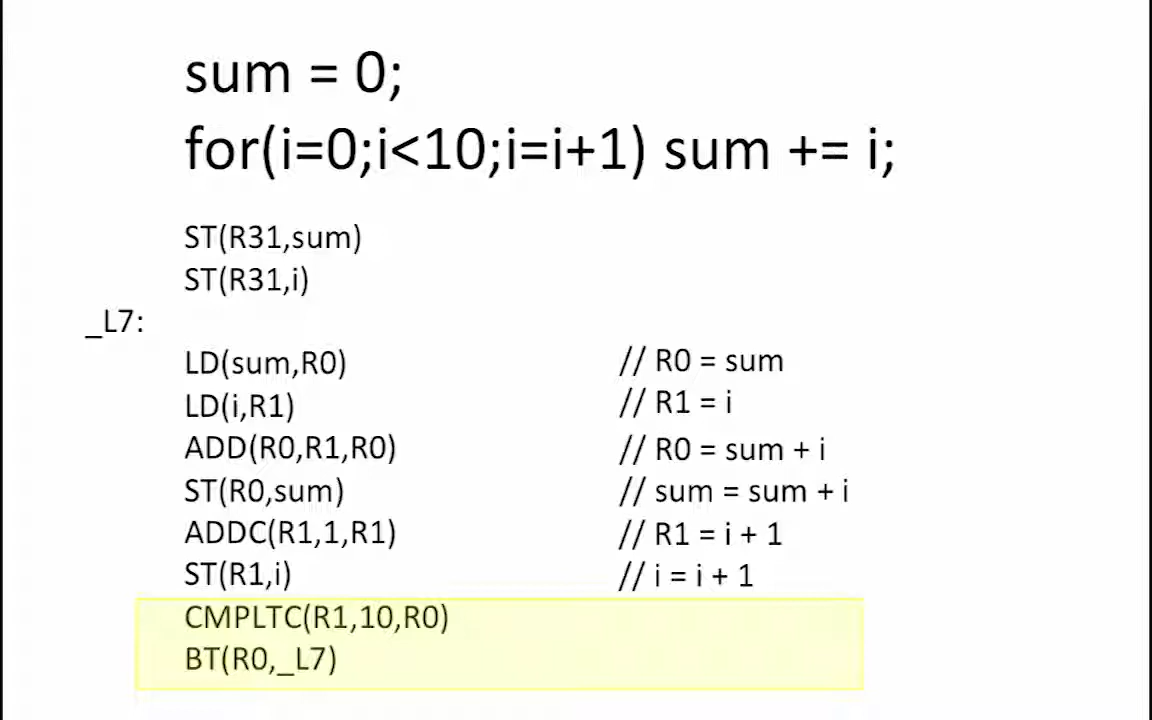 sum = 0;
for(i=0;i<10;i=i+1) sum += i;
ST(R31,sum)
ST(R31,i)
_L7:
LD(sum,R0) // R0 = sum
LD(i,R1) // R1 = i
ADD(R0,R1,R0) // R0 = sum + i
ST(R0,sum) // sum = sum + i
ADDC(R1,1,R1) // R1 = i + 1
ST(R1,i) // i = i + 1
CMPLTC(R1,10,R0)
BT(R0,_L7)